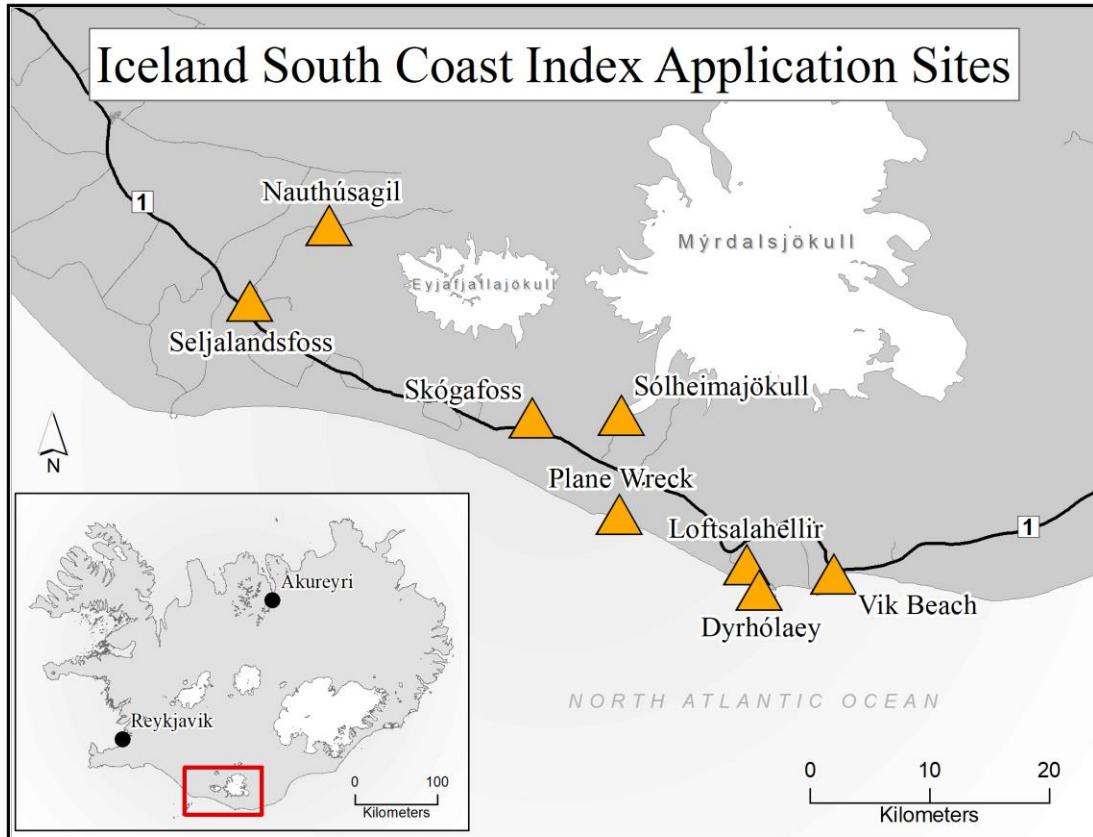 Iceland South Coast Index Application Sites
1
Nauthúsagil
Mýrdalsjökull
Eyjafjallajökull
Seljalandsfoss
Skógafoss
Sólheimajökull
N
Plane Wreck
Loftsalahellir
1
Vik Beach
Dyrhólaey
NORTH ATLANTIC OCEAN
Akureyri
Reykjavik
0 100
Kilometers
0 10 20
Kilometers